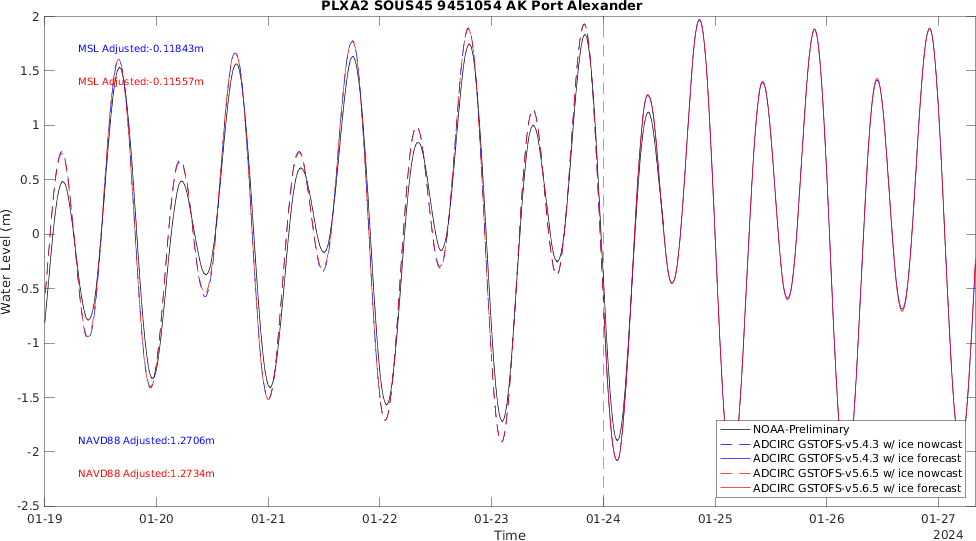 PLXA2 SOUS45 9451054 AK Port Alexander
2
MSL Adjusted:-0.11843m
1.5
MSL Adjusted:-0.11557m
1
0.5
0
-0.5
-1
-1.5
-2
-2.5
Water Level (m)
NAVD88 Adjusted:1.2706m
NAVD88 Adjusted:1.2734m
NOAA-Preliminary
ADCIRC GSTOFS-v5.4.3 w/ ice nowcast
ADCIRC GSTOFS-v5.4.3 w/ ice forecast
ADCIRC GSTOFS-v5.6.5 w/ ice nowcast
ADCIRC GSTOFS-v5.6.5 w/ ice forecast
01-19 01-20 01-21 01-22 01-23 01-24 01-25 01-26 01-27
Time
2024